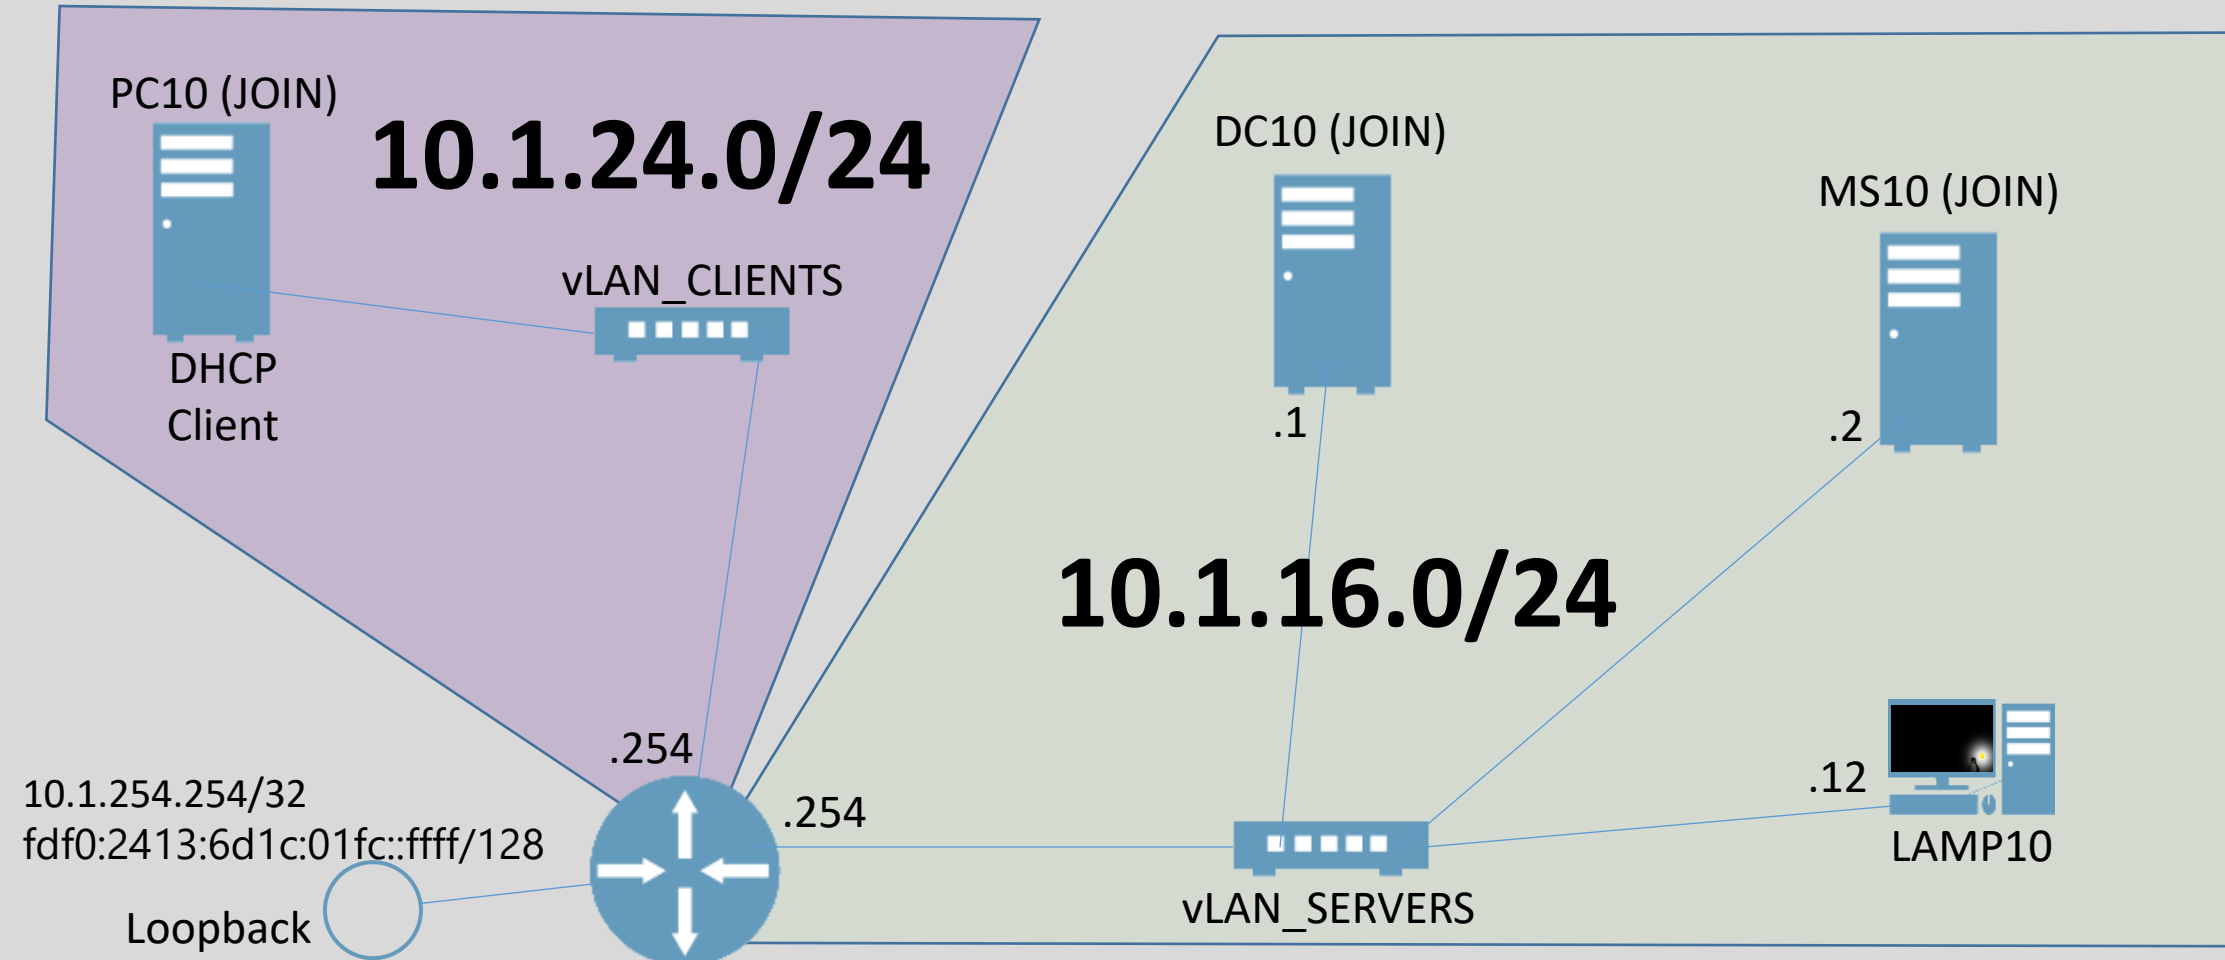 PC10 (JOIN)
10.1.24.0/24
vLAN_CLIENTS
DHCP
Client
DC10 (JOIN)
.1
MS10 (JOIN)
.2
10.1.16.0/24
.254
.254
10.1.254.254/32
fdf0:2413:6d1c:01fc::ffff/128
Loopback
.12
LAMP10
vLAN_SERVERS